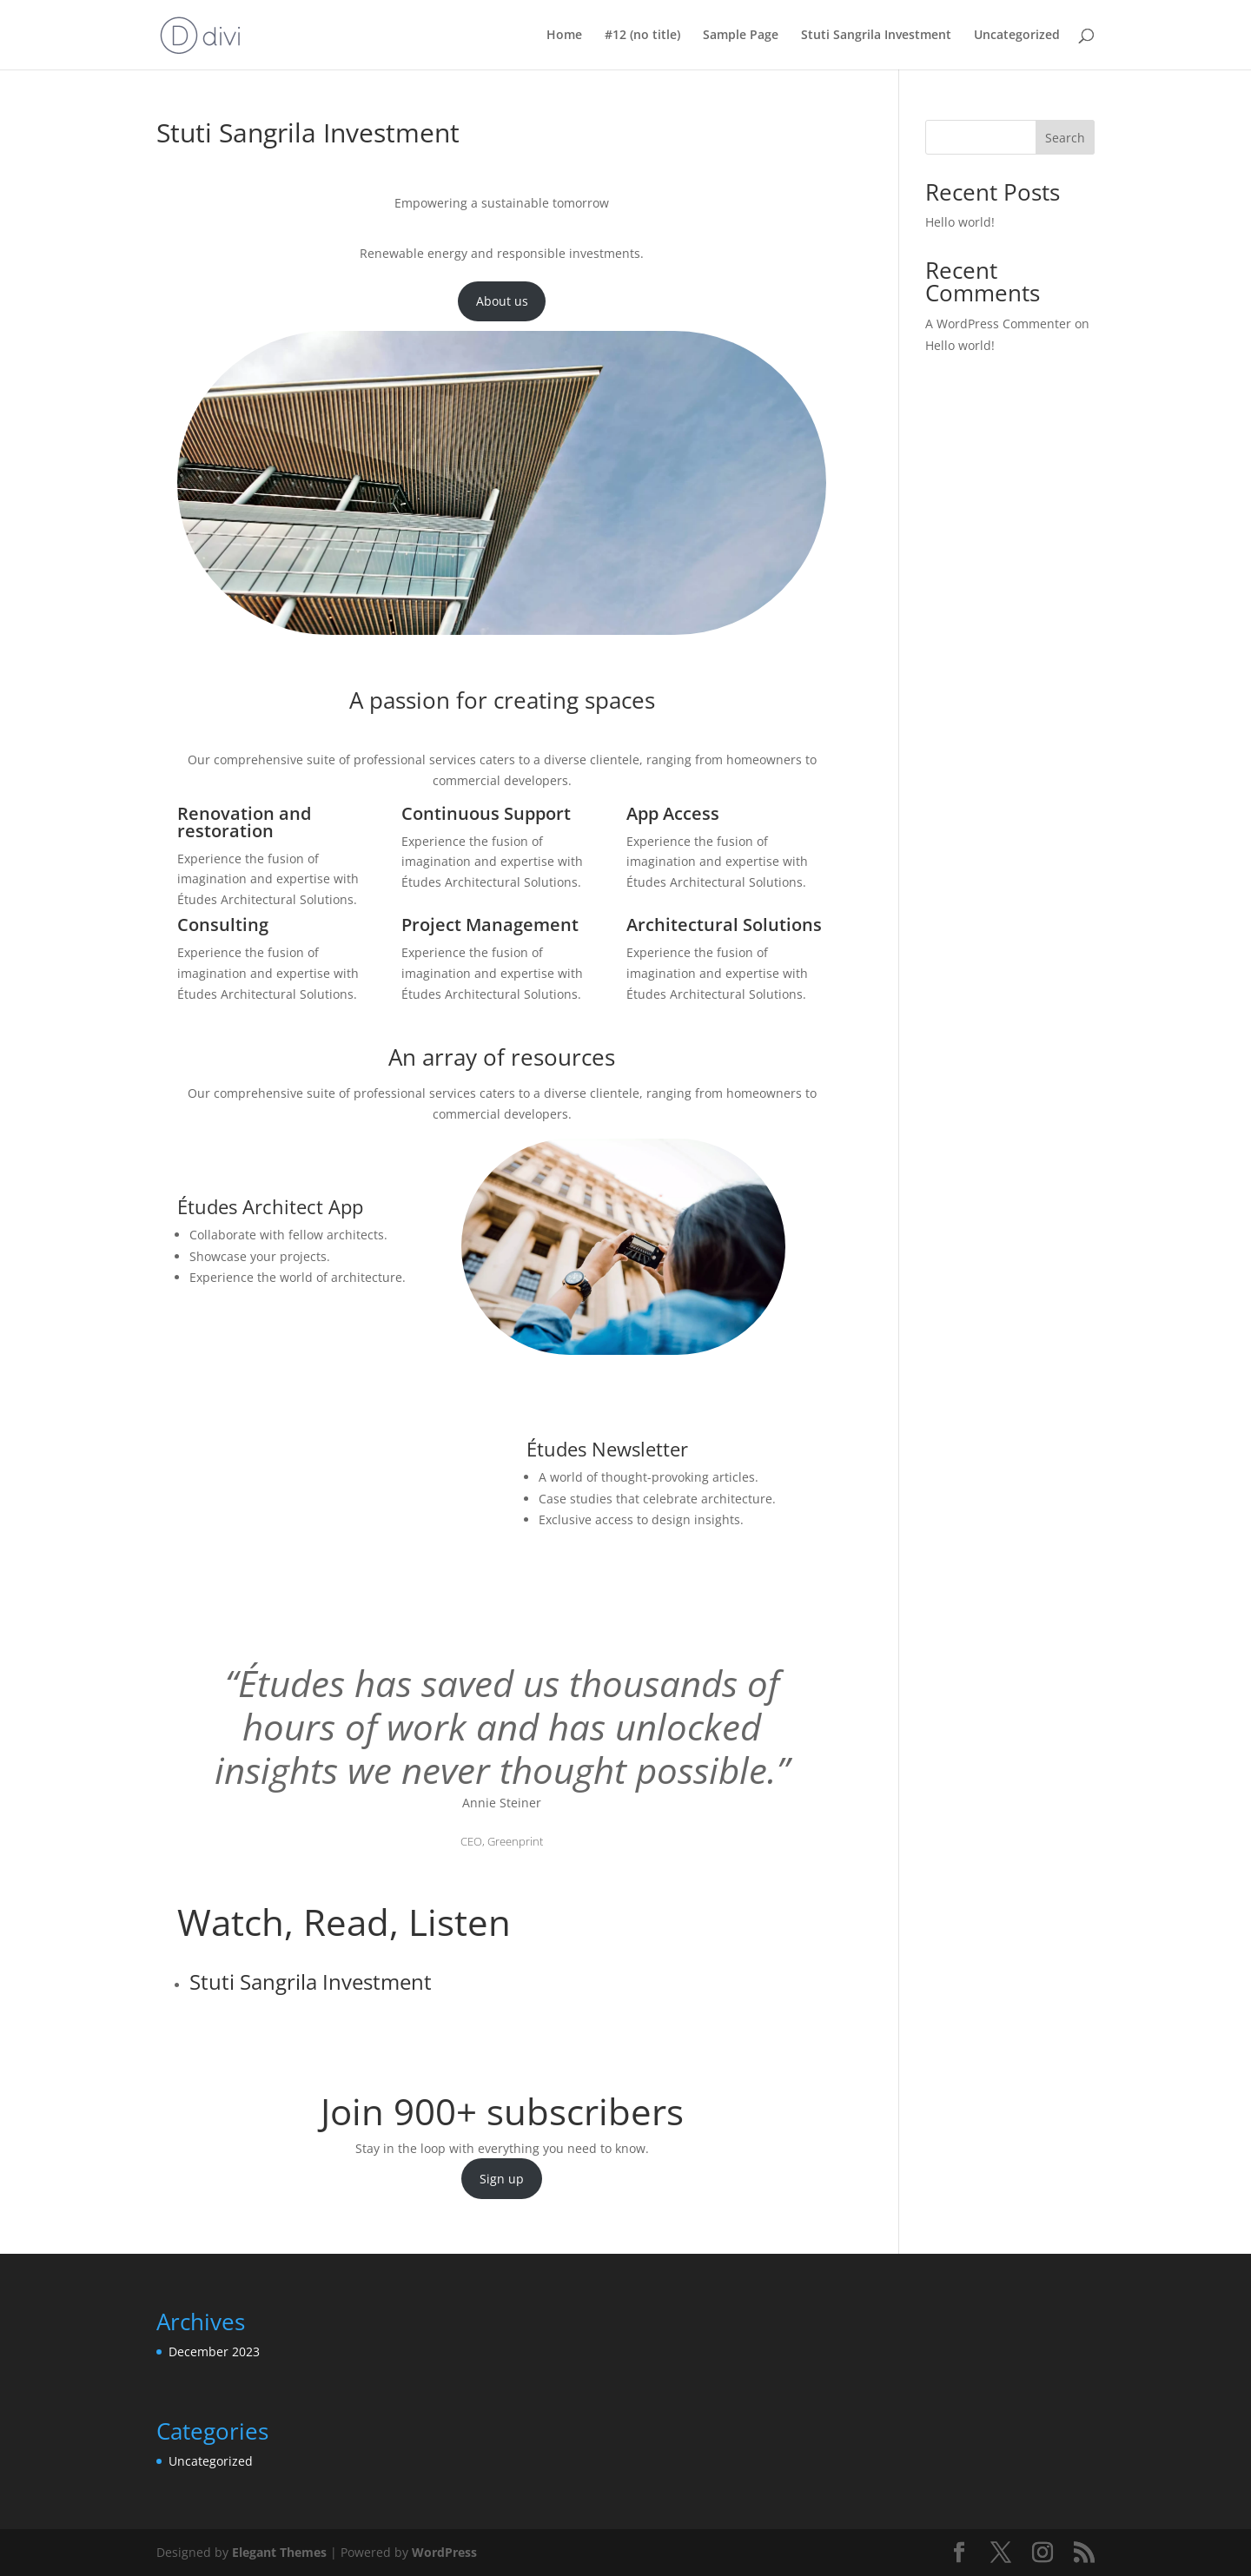 D divi
Home #12 (no title) Sample Page Stuti Sangrila Investment Uncategorized
Stuti Sangrila Investment
Empowering a sustainable tomorrow
Renewable energy and responsible investments.
About us
A passion for creating spaces
Our comprehensive suite of professional services caters to a diverse clientele, ranging from homeowners to
commercial developers.
Renovation and
restoration
Experience the fusion of
imagination and expertise with
Études Architectural Solutions.
Continuous Support
Experience the fusion of
imagination and expertise with
Études Architectural Solutions.
App Access
Experience the fusion of
imagination and expertise with
Études Architectural Solutions.
Consulting
Experience the fusion of
imagination and expertise with
Études Architectural Solutions.
Project Management
Experience the fusion of
imagination and expertise with
Études Architectural Solutions.
Architectural Solutions
Experience the fusion of
imagination and expertise with
Études Architectural Solutions.
An array of resources
Our comprehensive suite of professional services caters to a diverse clientele, ranging from homeowners to
commercial developers.
Études Architect App
Collaborate with fellow architects.
Showcase your projects.
Experience the world of architecture.
Études Newsletter
A world of thought-provoking articles.
Case studies that celebrate architecture.
Exclusive access to design insights.
“Études has saved us thousands of
hours of work and has unlocked
insights we never thought possible.”
Annie Steiner
CEO, Greenprint
Watch, Read, Listen
Stuti Sangrila Investment
Join 900+ subscribers
Stay in the loop with everything you need to know.
Sign up
Search
Recent Posts
Hello world!
Recent
Comments
A WordPress Commenter on
Hello world!
Archives
December 2023
Categories
Uncategorized
Designed by Elegant Themes | Powered by WordPress